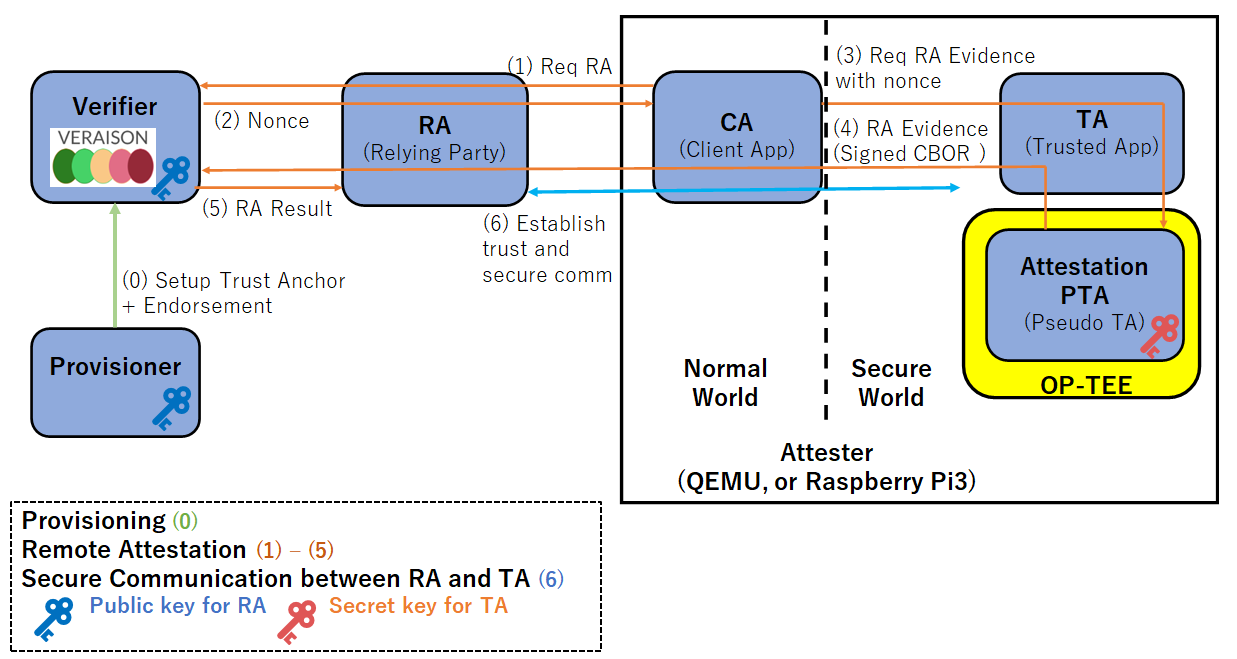 (1) Req RA
(3) Req RA Evidence
with nonce
Verifier
VERAISON
(2) Nonce
RA
(Relying Party)
CA
(Client App)
(4) RA Evidence
(Signed CBOR )
TA
(Trusted App)
(5) RA Result
(6) Establish
trust and
secure comm
(0) Setup Trust Anchor
+ Endorsement
Attestation
PTA
(Pseudo TA)
OP-TEE
Provisioner
Normal
World
Secure
World
Attester
(QEMU, or Raspberry Pi3)
Provisioning (0)
Remote Attestation (1) – (5)
Secure Communication between RA and TA (6)
Public key for RA
Secret key for TA